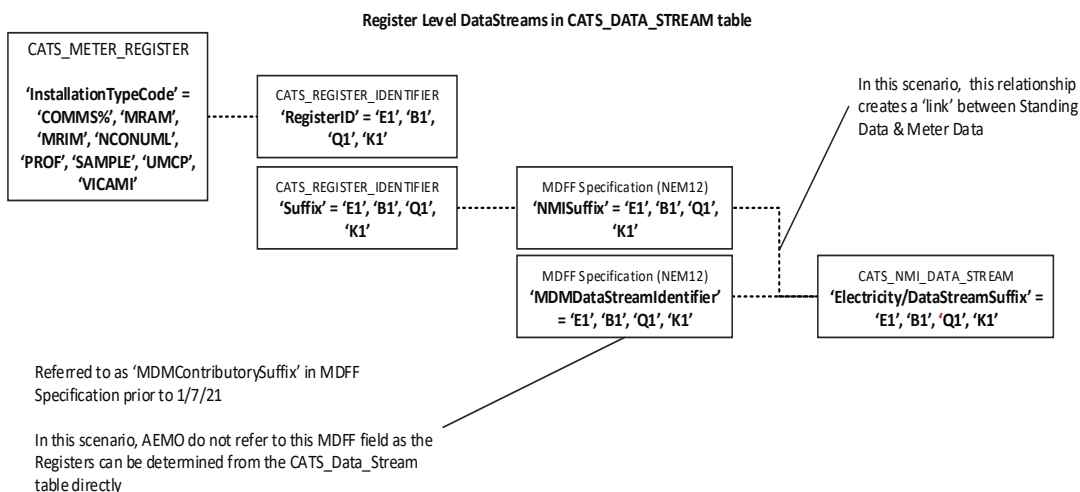 Register Level DataStreams in CATS_DATA_STREAM table
CATS_METER_REGISTER
‘InstallationTypeCode’ =
‘COMMS%’, ‘MRAM’,
‘MRIM’, ‘NCONUML’,
‘PROF’, ‘SAMPLE’, ‘UMCP’,
‘VICAMI’
CATS_REGISTER_IDENTIFIER
‘RegisterID’ = ‘E1’, ‘B1’,
‘Q1’, ‘K1’
In this scenario, this relationship
creates a ‘link’ between Standing
Data & Meter Data
CATS_REGISTER_IDENTIFIER
‘Suffix’ = ‘E1’, ‘B1’, ‘Q1’,
‘K1’
MDFF Specification (NEM12)
‘NMISuffix’ = ‘E1’, ‘B1’, ‘Q1’,
‘K1’
MDFF Specification (NEM12)
‘MDMDataStreamIdentifier’
= ‘E1’, ‘B1’, ‘Q1’, ‘K1’
CATS_NMI_DATA_STREAM
‘Electricity/DataStreamSuffix’ =
‘E1’, ‘B1’, ‘Q1’, ‘K1’
Referred to as ‘MDMContributorySuffix’ in MDFF
Specification prior to 1/7/21
In this scenario, AEMO do not refer to this MDFF field as the
Registers can be determined from the CATS_Data_Stream
table directly